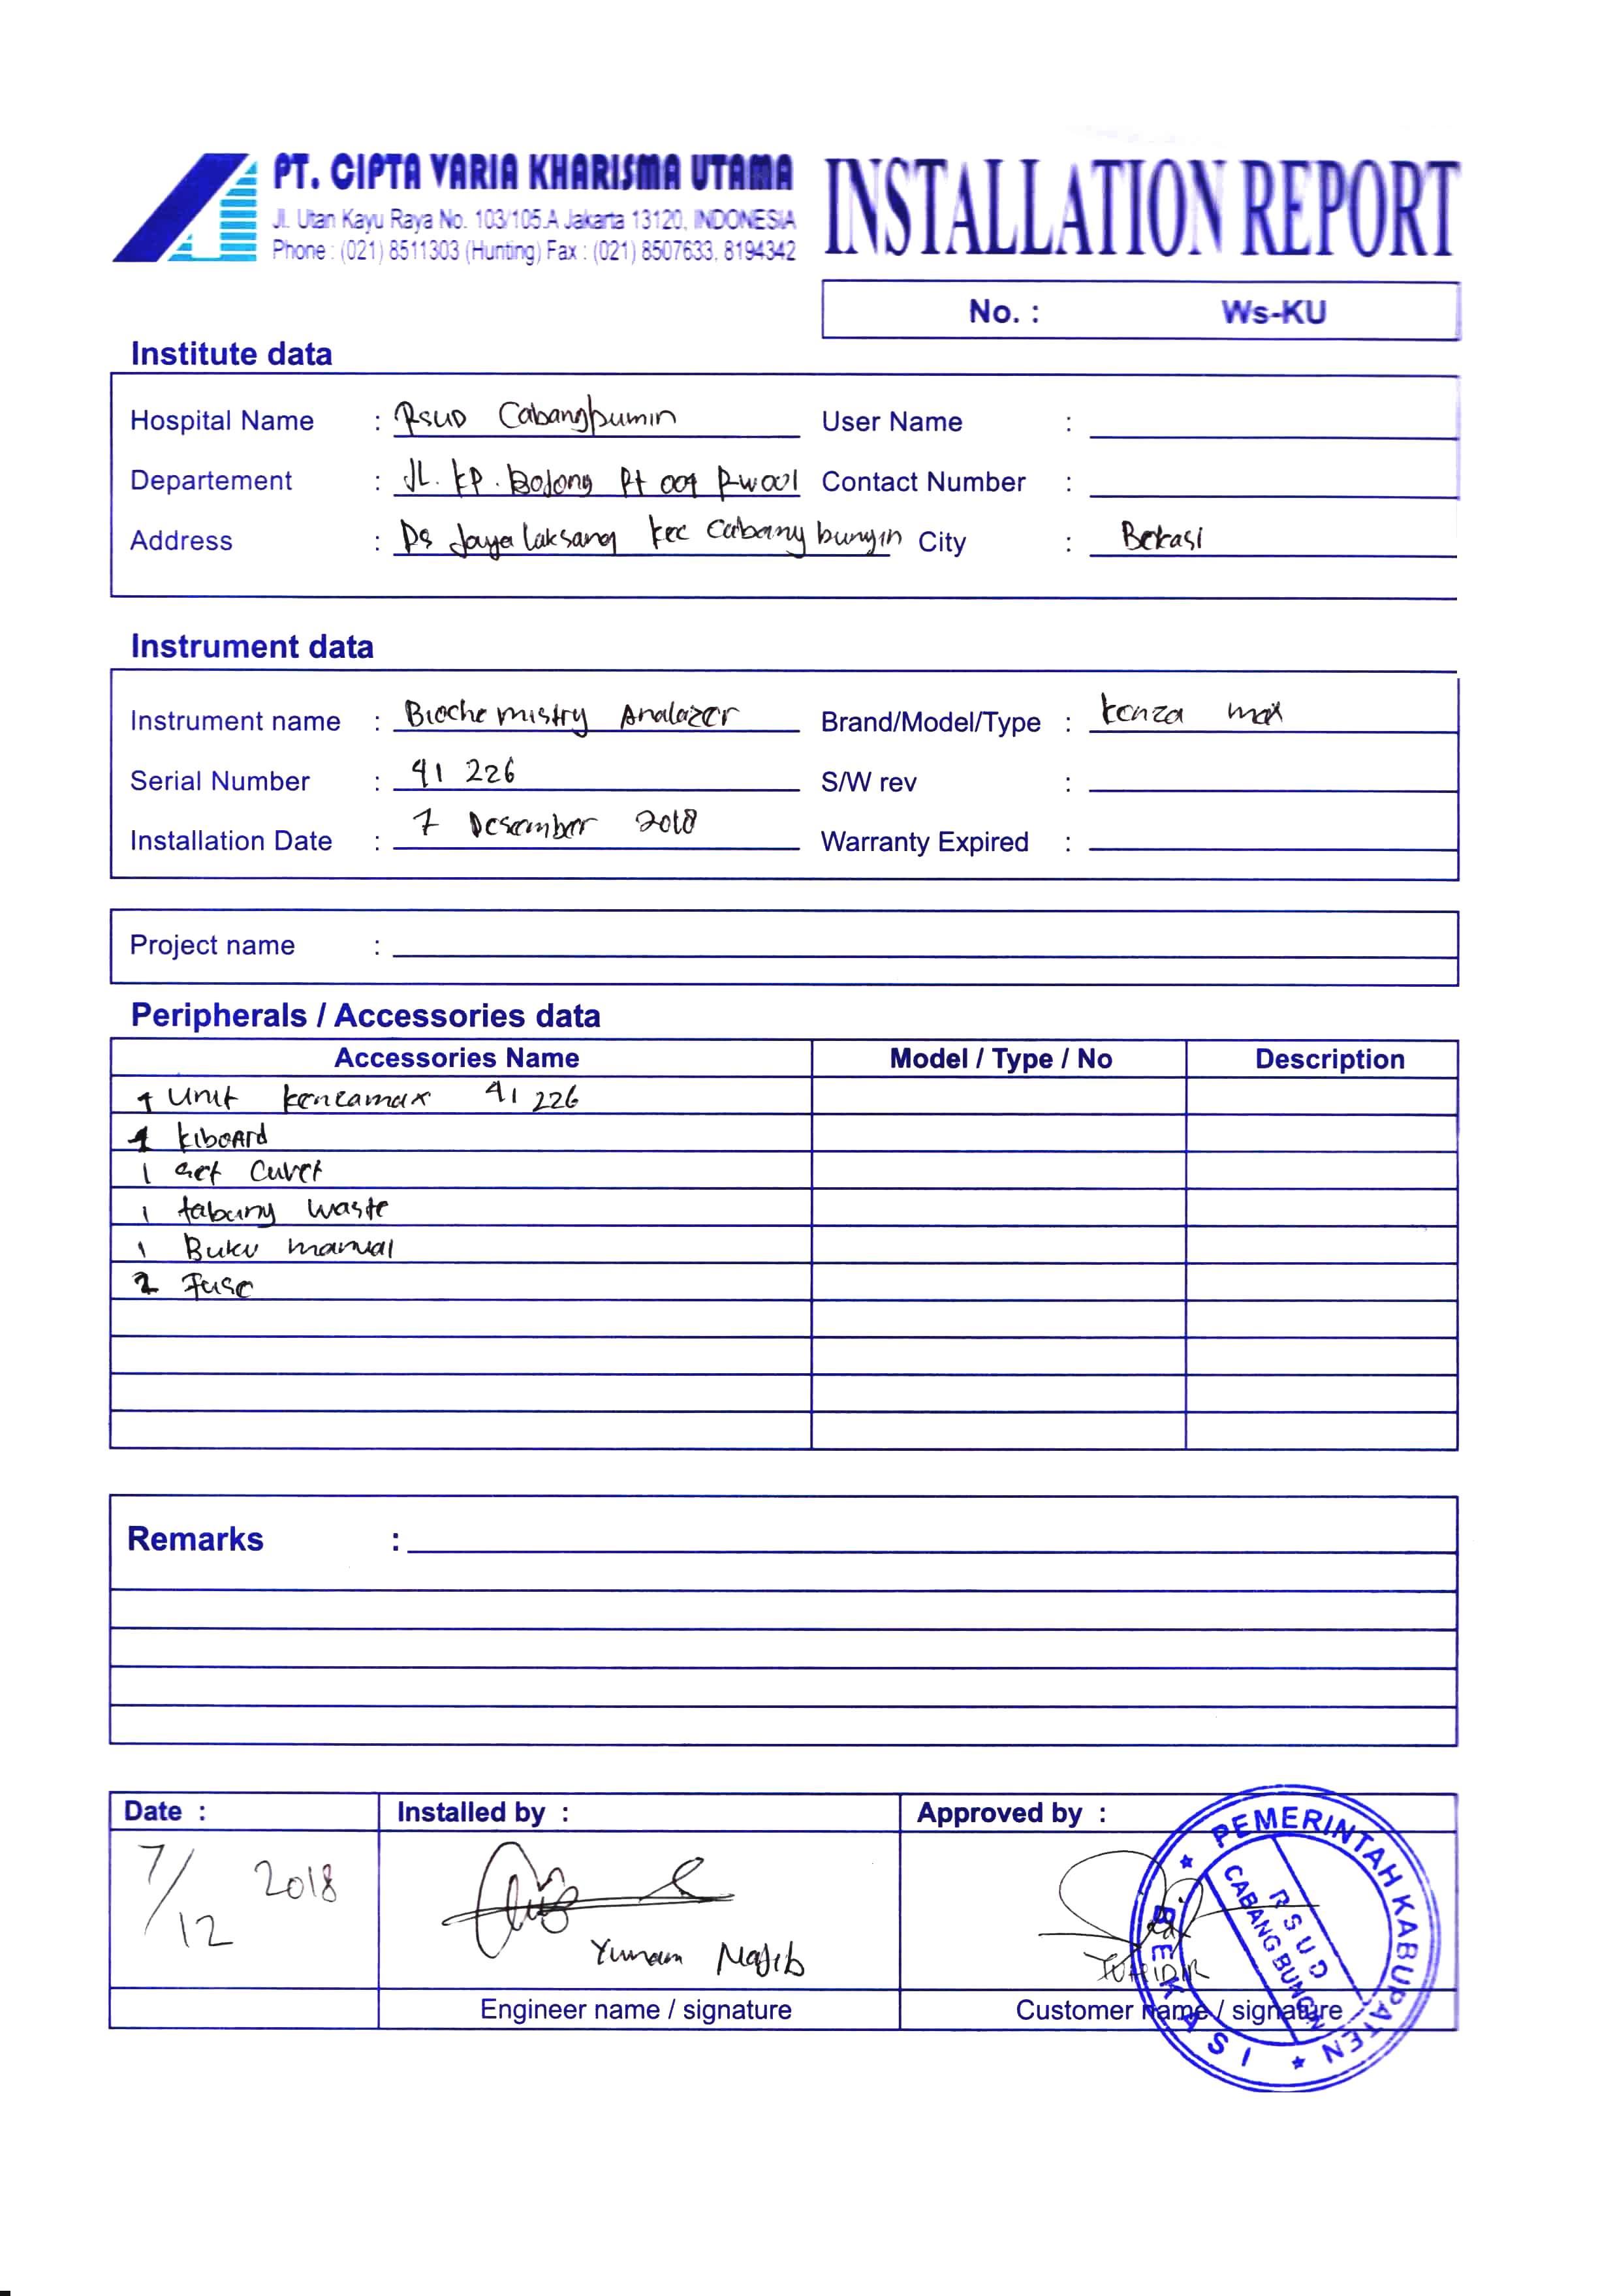 PT. CIPTA VARIA KHARISMA UTAMA
Jl. Utan Kayu Raya No. 103/105.A Jakarta 13120, INDONESIA
Phone : (021) 8511303 (Hunting) Fax : (021) 8507633, 8194342
INSTALLATION REPORT
No. : Ws-KU
Institute data
Hospital Name : RSUD Cabangbumin User Name :
Departement : JL. KP. Bojong Rt 001 Rw 001 Contact Number :
Address : Ds Jaya Laksana Kec Cabang bungin City : Bekasi
Instrument data
Instrument name : Biochemistry Analazer Brand/Model/Type : kenza max
Serial Number : 41 226 S/W rev :
Installation Date : 7 Desember 2018 Warranty Expired :
Project name :
Peripherals / Accessories data
Accessories Name Model / Type / No Description
1 Unit kenzamax 41 226
1 kiboard
1 set Cuvet
1 tabung waste
1 Buku manual
2 Fuse
Remarks :
Date : Installed by : Approved by :
7/12 2018
Najib
Engineer name / signature Customer name / signature
PEMERINTAH KABUPATEN BEKASI
RSUD
CABANG BUNGIN